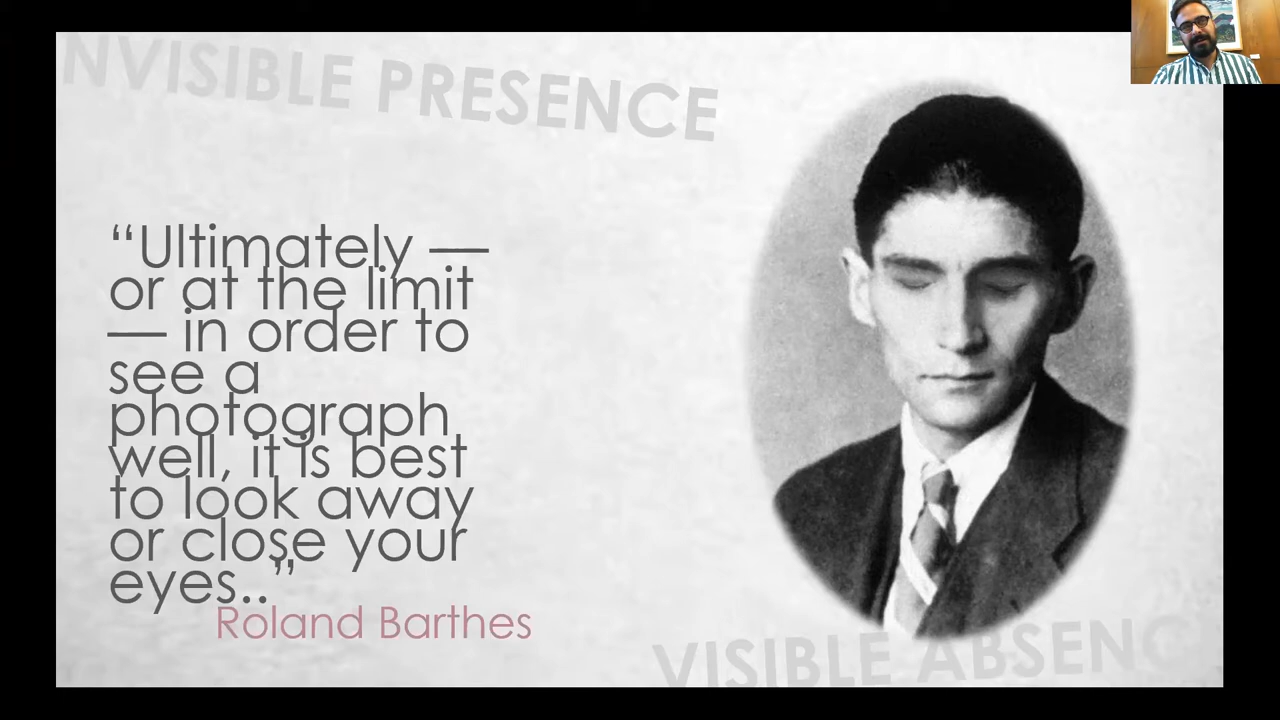 NVISIBLE PRESENCE
“Ultimately —
or at the limit
— in order to
see a
photograph
well, it is best
to look away
or close your
eyes..”
Roland Barthes
VISIBLE ABSENC